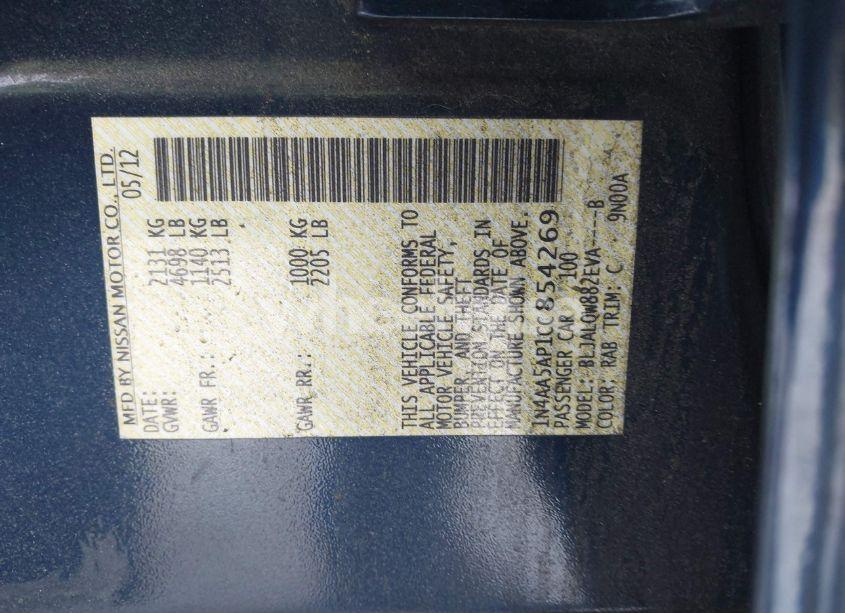 MFD BY NISSAN MOTOR CO., LTD.
DATE: 05/12
GVWR: 2131 KG
4698 LB
GAWR FR.: 1140 KG
2513 LB
GAWR RR.: 1000 KG
2205 LB
THIS VEHICLE CONFORMS TO
ALL APPLICABLE FEDERAL
MOTOR VEHICLE SAFETY,
BUMPER AND THEFT
PREVENTION STANDARDS IN
EFFECT ON THE DATE OF
MANUFACTURE SHOWN ABOVE.
1N4AA5AP1CC854269
PASSENGER CAR 100
MODEL: BLJALQW882EVA----B
COLOR: RAB TRIM: C 9N00A